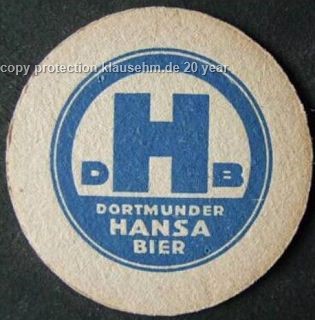 copy protection klausehm.de 20 year
D H B
DORTMUNDER
HANSA
BIER